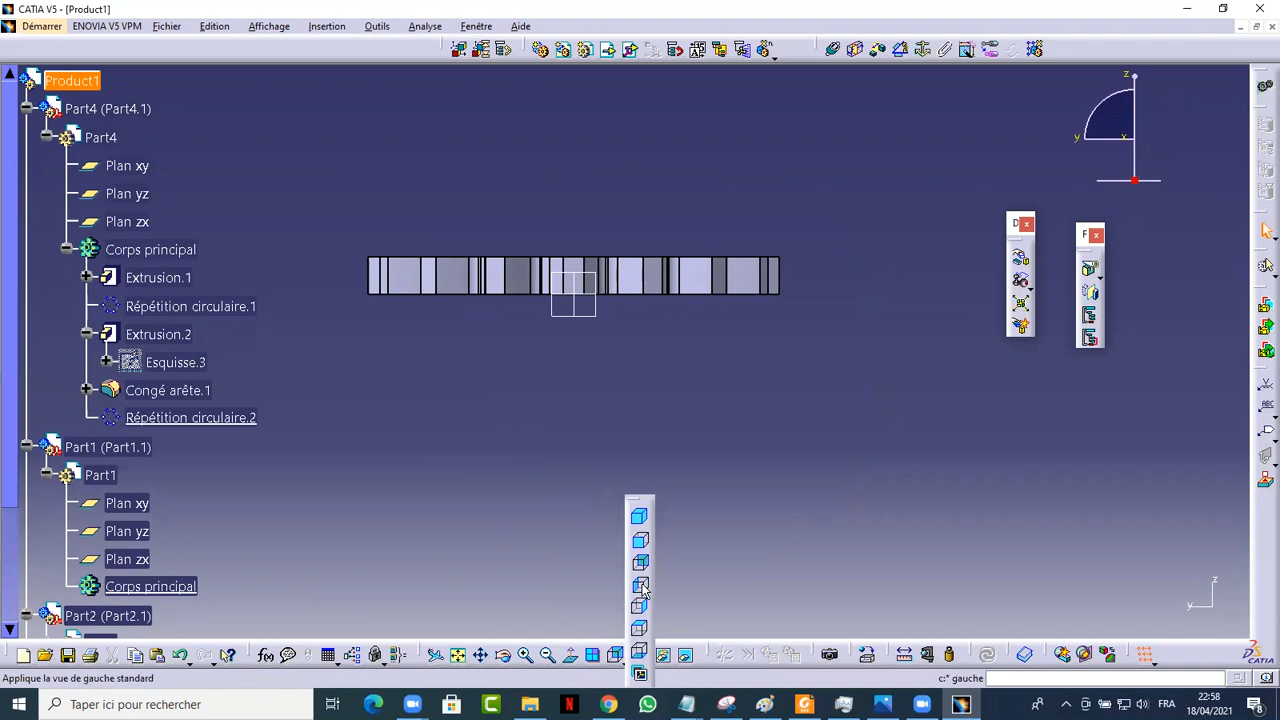 CATIA V5 - [Product1]
Démarrer ENOVIA V5 VPM Fichier Edition Affichage Insertion Outils Analyse Fenêtre Aide
Product1
Part4 (Part4.1)
Part4
Plan xy
Plan yz
Plan zx
Corps principal
Extrusion.1
Répétition circulaire.1
Extrusion.2
Esquisse.3
Congé arête.1
Répétition circulaire.2
Part1 (Part1.1)
Part1
Plan xy
Plan yz
Plan zx
Corps principal
Part2 (Part2.1)
z
y x
D
F
z
y
CATIA
Applique la vue de gauche standard
c:* gauche
Taper ici pour rechercher
FRA
22:58
18/04/2021